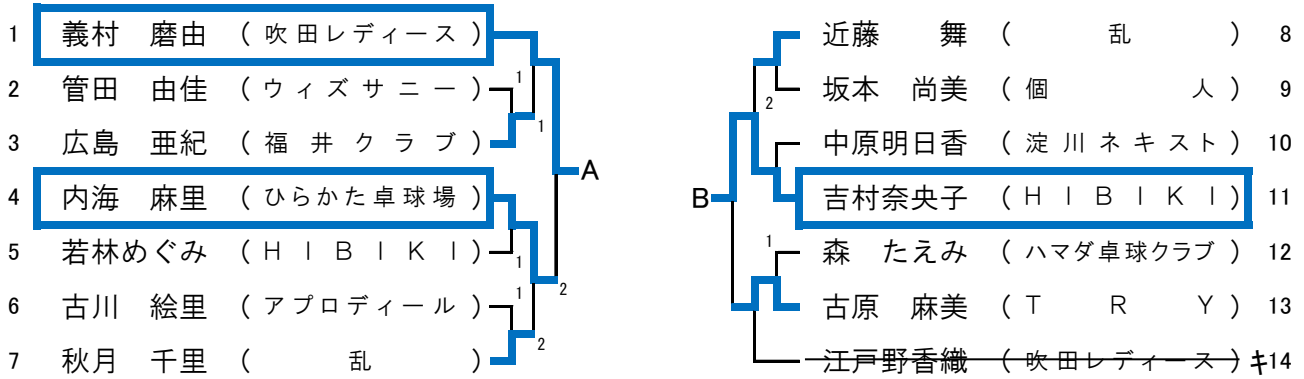 1 義村 磨由 (吹田レディース)
2 管田 由佳 (ウィズサニー) 1
3 広島 亜紀 (福井クラブ) 1
A
4 内海 麻里 (ひらかた卓球場)
5 若林めぐみ (HIBIKI) 1
2
6 古川 絵里 (アプロディール) 1
2
7 秋月 千里 (乱)
近藤 舞 (乱) 8
2 坂本 尚美 (個人) 9
中原明日香 (淀川ネキスト) 10
B 吉村奈央子 (HIBIKI) 11
1 森 たえみ (ハマダ卓球クラブ) 12
古原 麻美 (TRY) 13
江戸野香織 (吹田レディース) キ14